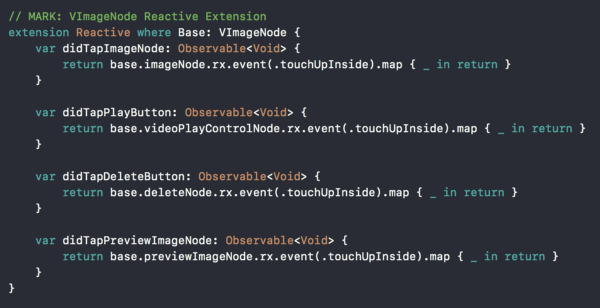 // MARK: VImageNode Reactive Extension
extension Reactive where Base: VImageNode {
    var didTapImageNode: Observable<Void> {
        return base.imageNode.rx.event(.touchUpInside).map { _ in return }
    }

    var didTapPlayButton: Observable<Void> {
        return base.videoPlayControlNode.rx.event(.touchUpInside).map { _ in return }
    }

    var didTapDeleteButton: Observable<Void> {
        return base.deleteNode.rx.event(.touchUpInside).map { _ in return }
    }

    var didTapPreviewImageNode: Observable<Void> {
        return base.previewImageNode.rx.event(.touchUpInside).map { _ in return }
    }
}